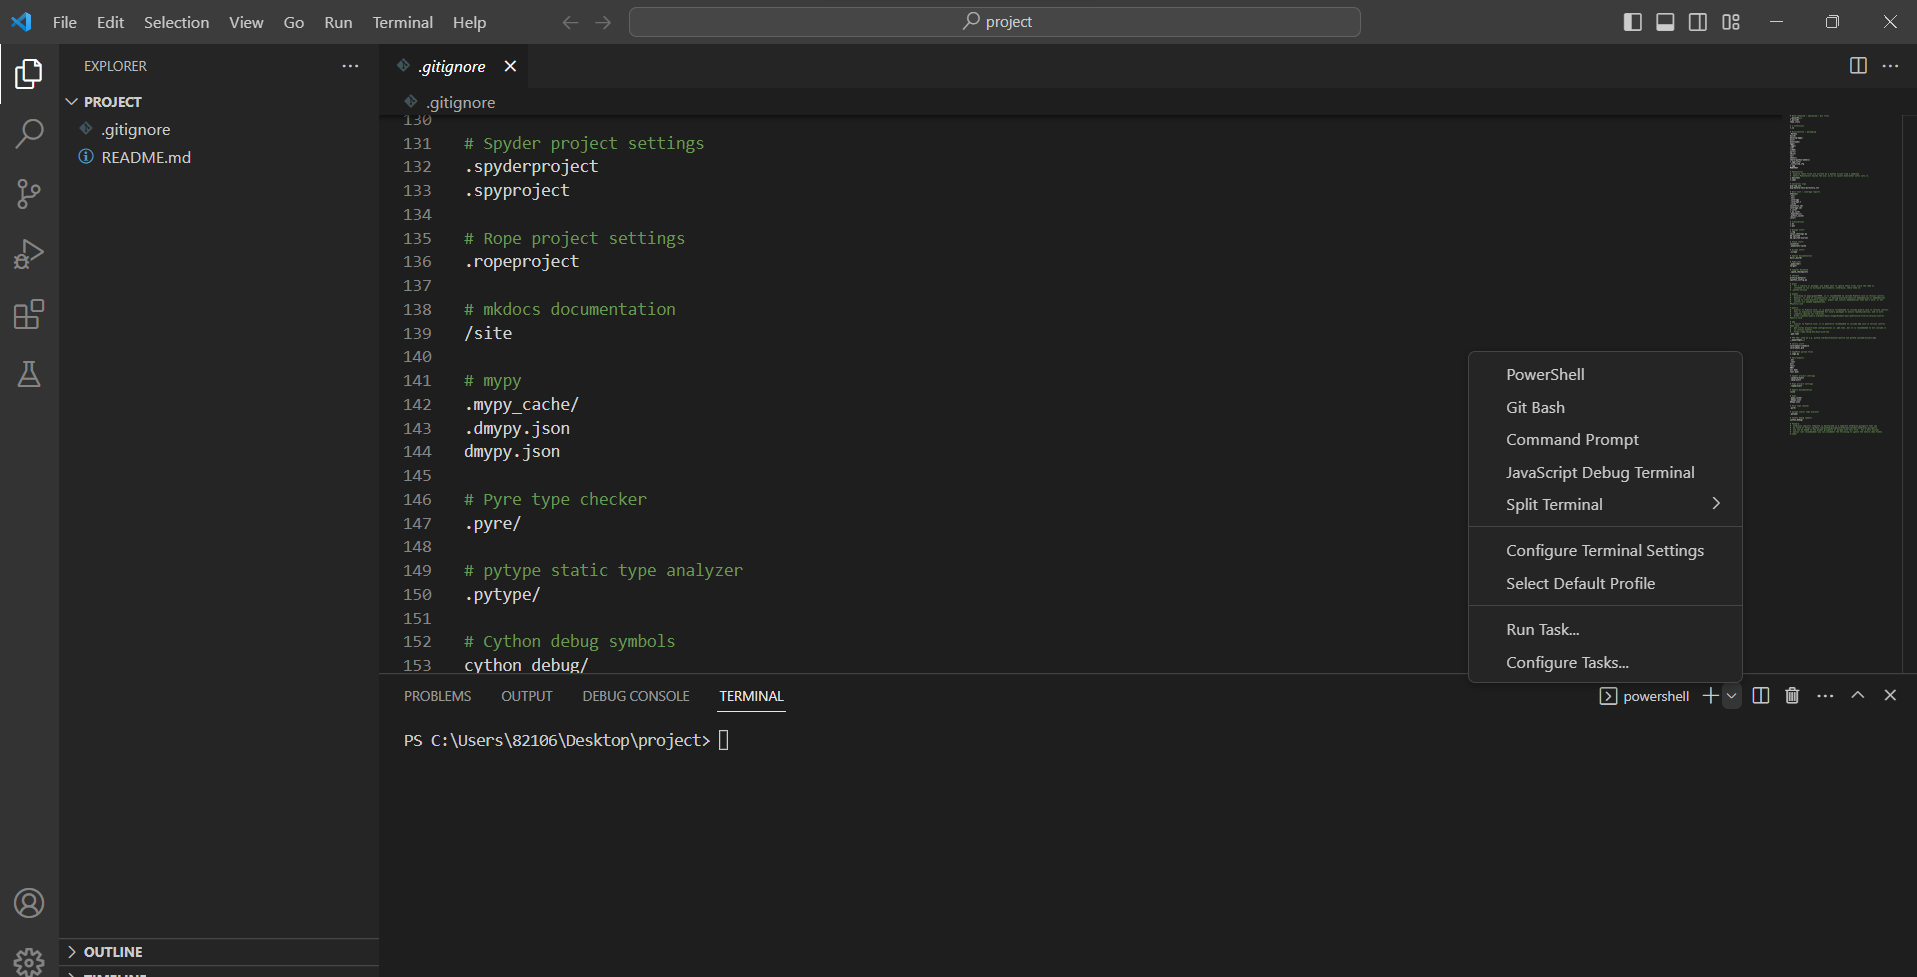 File Edit Selection View Go Run Terminal Help
project
EXPLORER
PROJECT
.gitignore
README.md
OUTLINE
TIMELINE
.gitignore
.gitignore
130
131 # Spyder project settings
132 .spyderproject
133 .spyproject
134
135 # Rope project settings
136 .ropeproject
137
138 # mkdocs documentation
139 /site
140
141 # mypy
142 .mypy_cache/
143 .dmypy.json
144 dmypy.json
145
146 # Pyre type checker
147 .pyre/
148
149 # pytype static type analyzer
150 .pytype/
151
152 # Cython debug symbols
153 cython_debug/
PowerShell
Git Bash
Command Prompt
JavaScript Debug Terminal
Split Terminal
Configure Terminal Settings
Select Default Profile
Run Task...
Configure Tasks...
PROBLEMS OUTPUT DEBUG CONSOLE TERMINAL
powershell
PS C:\Users\82106\Desktop\project>